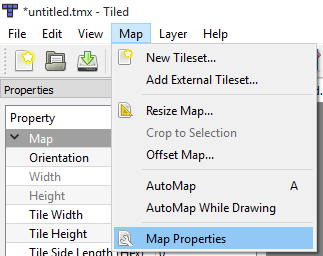 *untitled.tmx - Tiled
File Edit View Map Layer Help
New Tileset...
Add External Tileset...
Resize Map...
Crop to Selection
Offset Map...
AutoMap A
AutoMap While Drawing
Map Properties
Properties
Property
Map
Orientation
Width
Height
Tile Width
Tile Height
Tile Side Length (Hex)